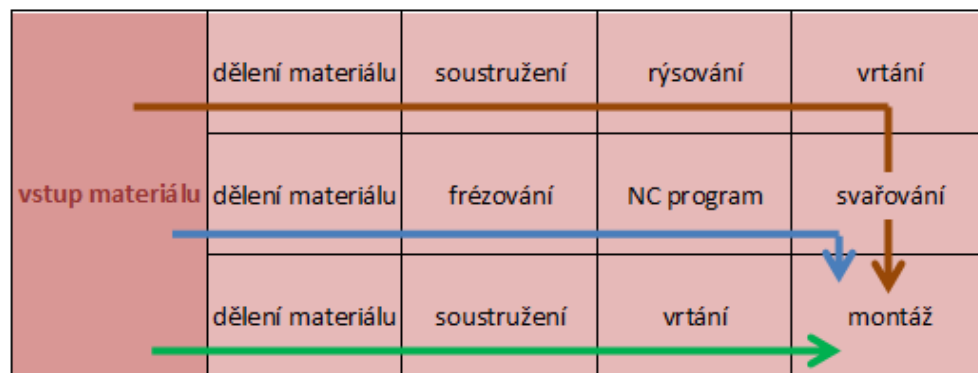 dělení materiálu soustružení rýsování vrtání
vstup materiálu dělení materiálu frézování NC program svařování
dělení materiálu soustružení vrtání montáž